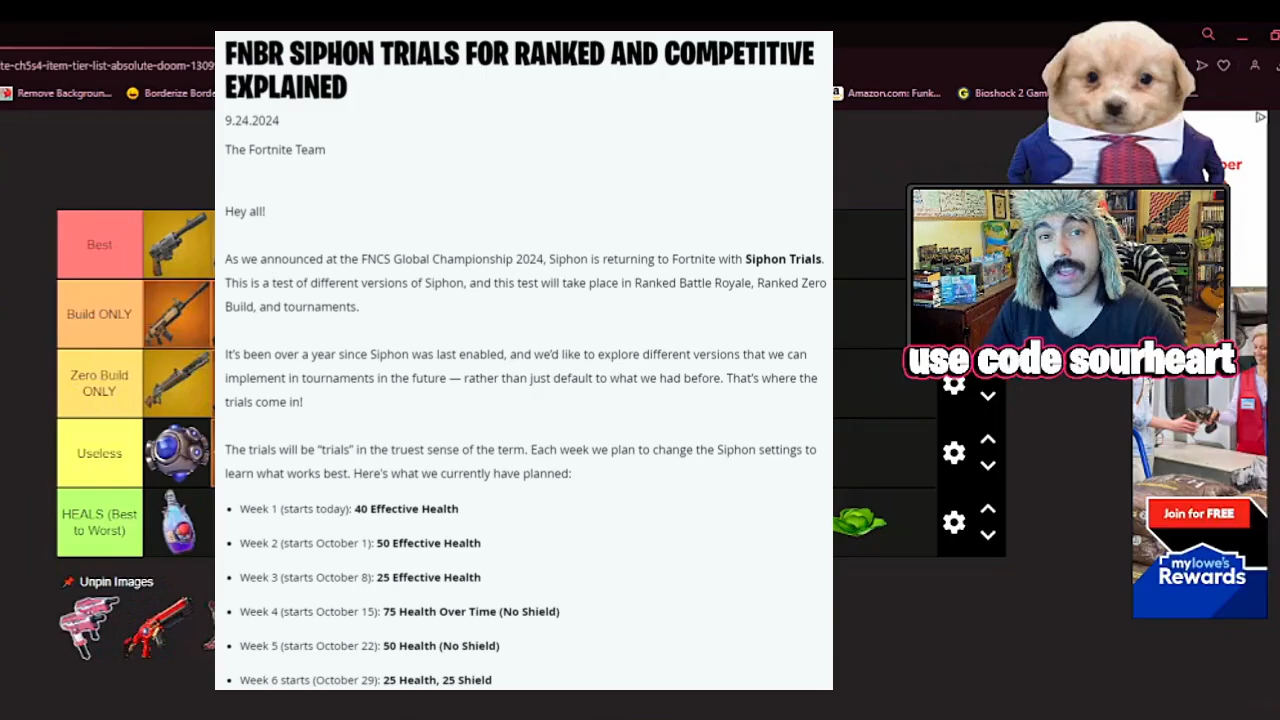 FNBR SIPHON TRIALS FOR RANKED AND COMPETITIVE
EXPLAINED
9.24.2024
The Fortnite Team
Hey all!
As we announced at the FNCS Global Championship 2024, Siphon is returning to Fortnite with Siphon Trials.
This is a test of different versions of Siphon, and this test will take place in Ranked Battle Royale, Ranked Zero
Build, and tournaments.
It's been over a year since Siphon was last enabled, and we'd like to explore different versions that we can
implement in tournaments in the future — rather than just default to what we had before. That's where the
trials come in!
The trials will be "trials" in the truest sense of the term. Each week we plan to change the Siphon settings to
learn what works best. Here's what we currently have planned:
• Week 1 (starts today): 40 Effective Health
• Week 2 (starts October 1): 50 Effective Health
• Week 3 (starts October 8): 25 Effective Health
• Week 4 (starts October 15): 75 Health Over Time (No Shield)
• Week 5 (starts October 22): 50 Health (No Shield)
• Week 6 starts (October 29): 25 Health, 25 Shield
te-ch5s4-item-tier-list-absolute-doom-1309
Remove Backgroun...
Borderize Borde
Amazon.com: Funk...
Bioshock 2 Gam
Best
Build ONLY
Zero Build
ONLY
Useless
HEALS (Best
to Worst)
Unpin Images
use code sourheart
Join for FREE
mylowe's
Rewards